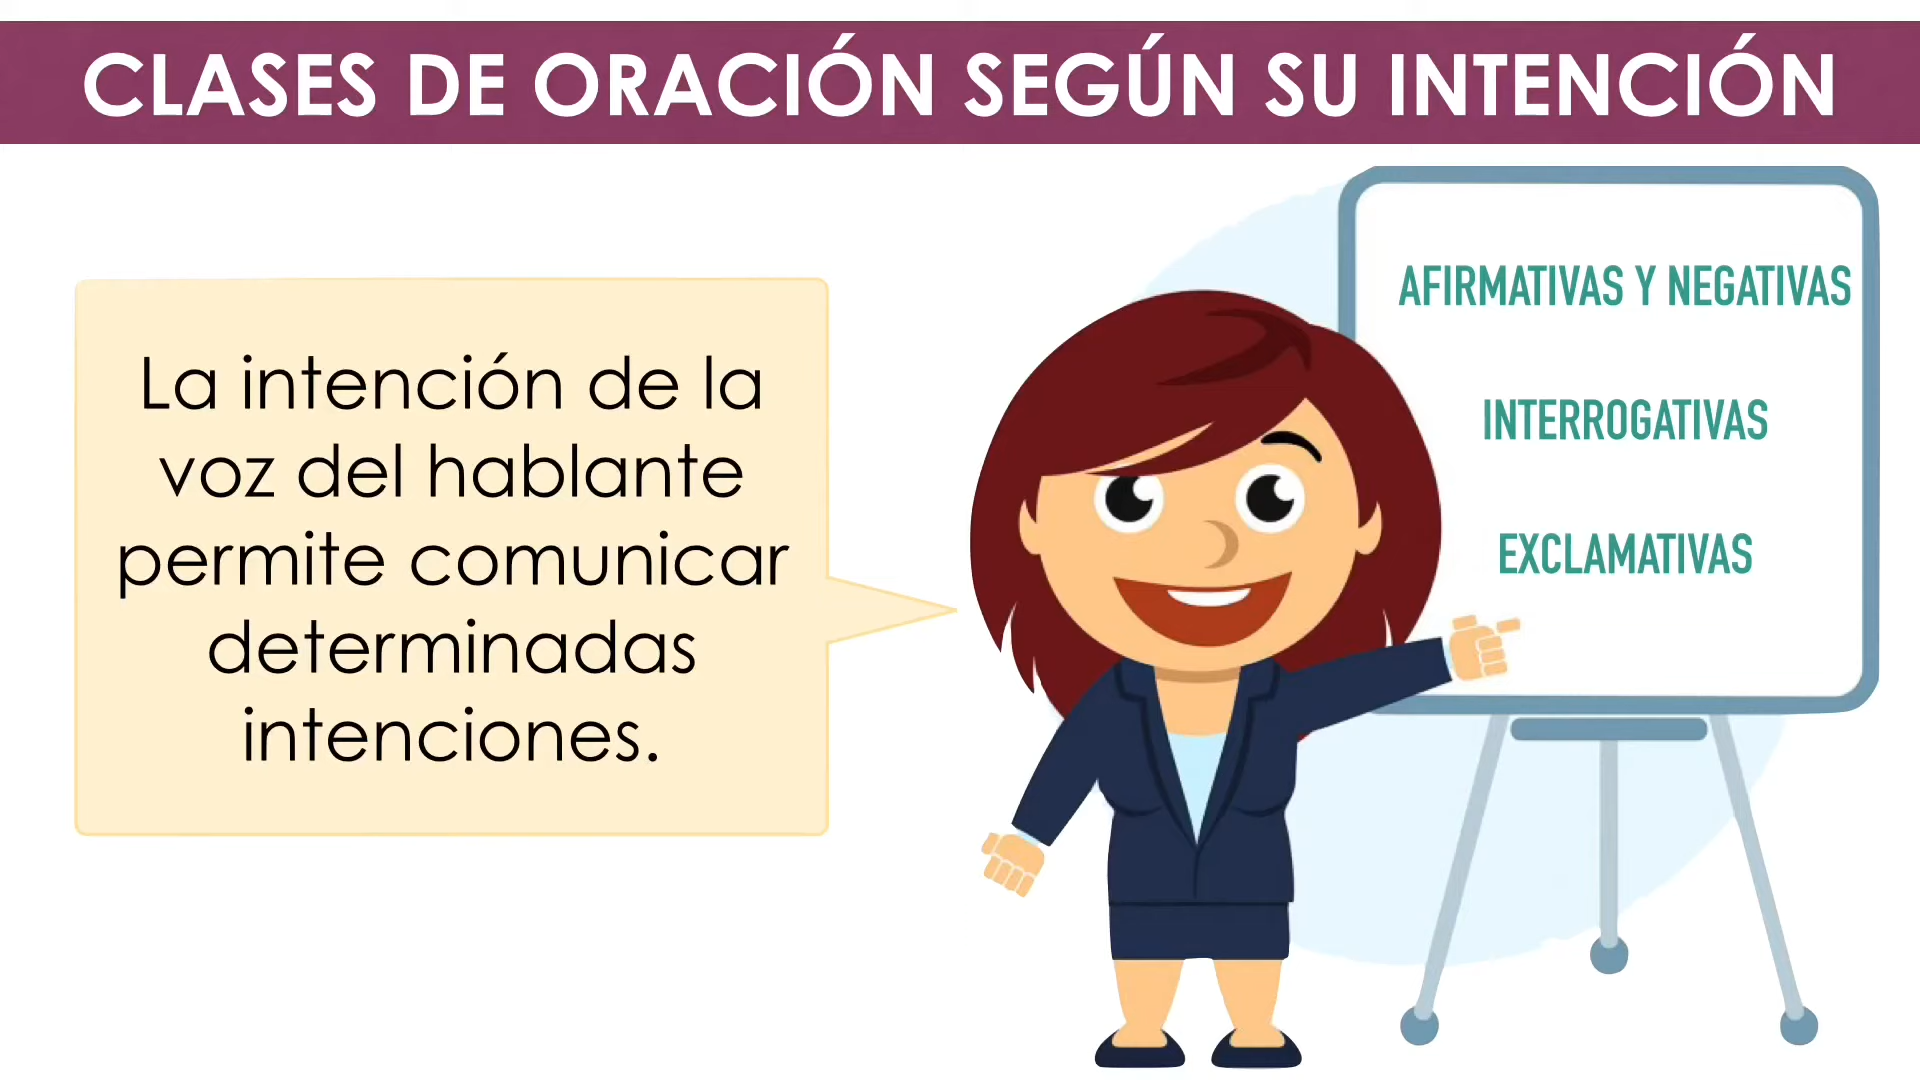 CLASES DE ORACIÓN SEGÚN SU INTENCIÓN
La intención de la
voz del hablante
permite comunicar
determinadas
intenciones.
AFIRMATIVAS Y NEGATIVAS
INTERROGATIVAS
EXCLAMATIVAS